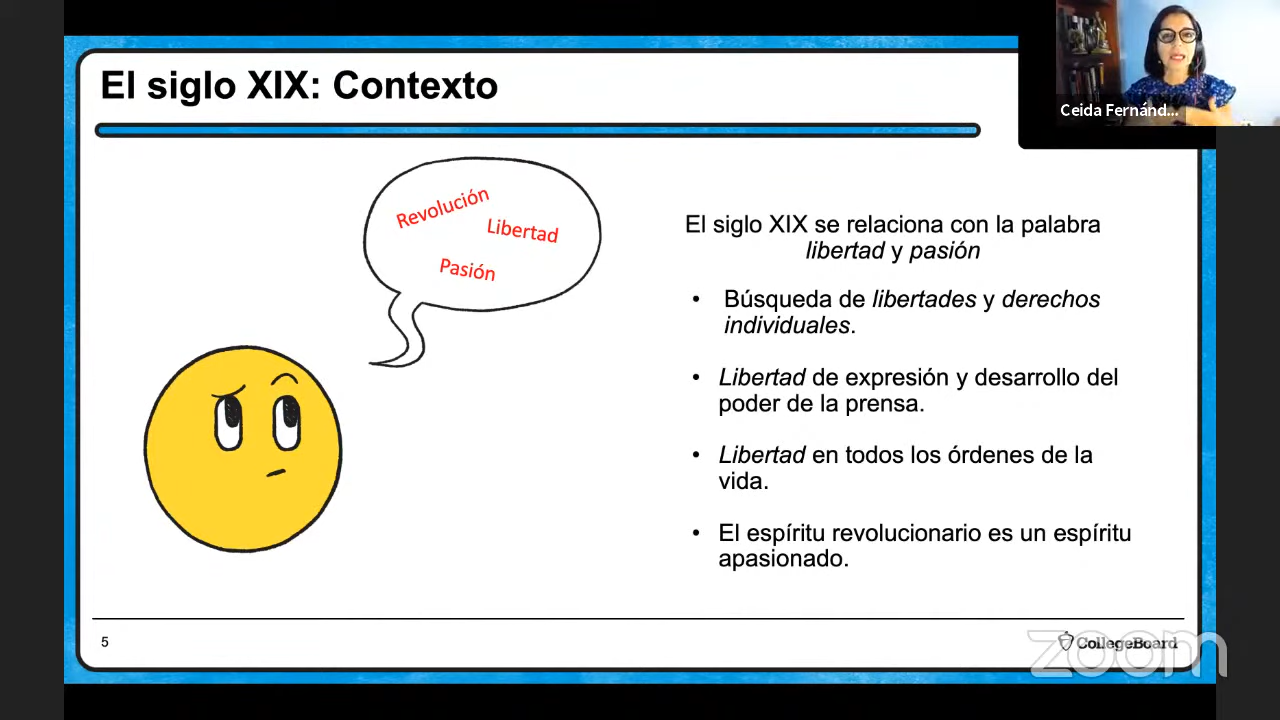 El siglo XIX: Contexto
Ceida Fernánd...
Revolución
Libertad
Pasión
El siglo XIX se relaciona con la palabra
libertad y pasión
• Búsqueda de libertades y derechos
individuales.
• Libertad de expresión y desarrollo del
poder de la prensa.
• Libertad en todos los órdenes de la
vida.
• El espíritu revolucionario es un espíritu
apasionado.
5
CollegeBoard
zoom